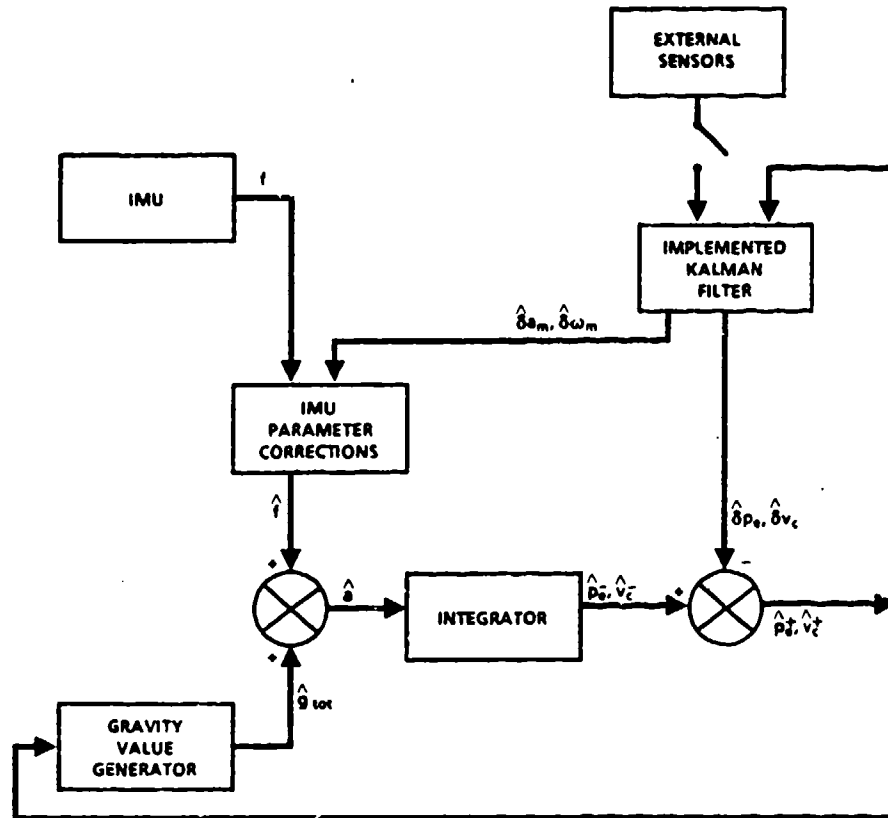 EXTERNAL
SENSORS
IMU
f
IMPLEMENTED
KALMAN
FILTER
δ̂a_m, δ̂ω_m
IMU
PARAMETER
CORRECTIONS
f̂
δ̂p_e, δ̂v_c
+
-
â
INTEGRATOR
p̂_e^-, v̂_c^-
+
p̂_e^+, v̂_c^+
+
ĝ tot
GRAVITY
VALUE
GENERATOR